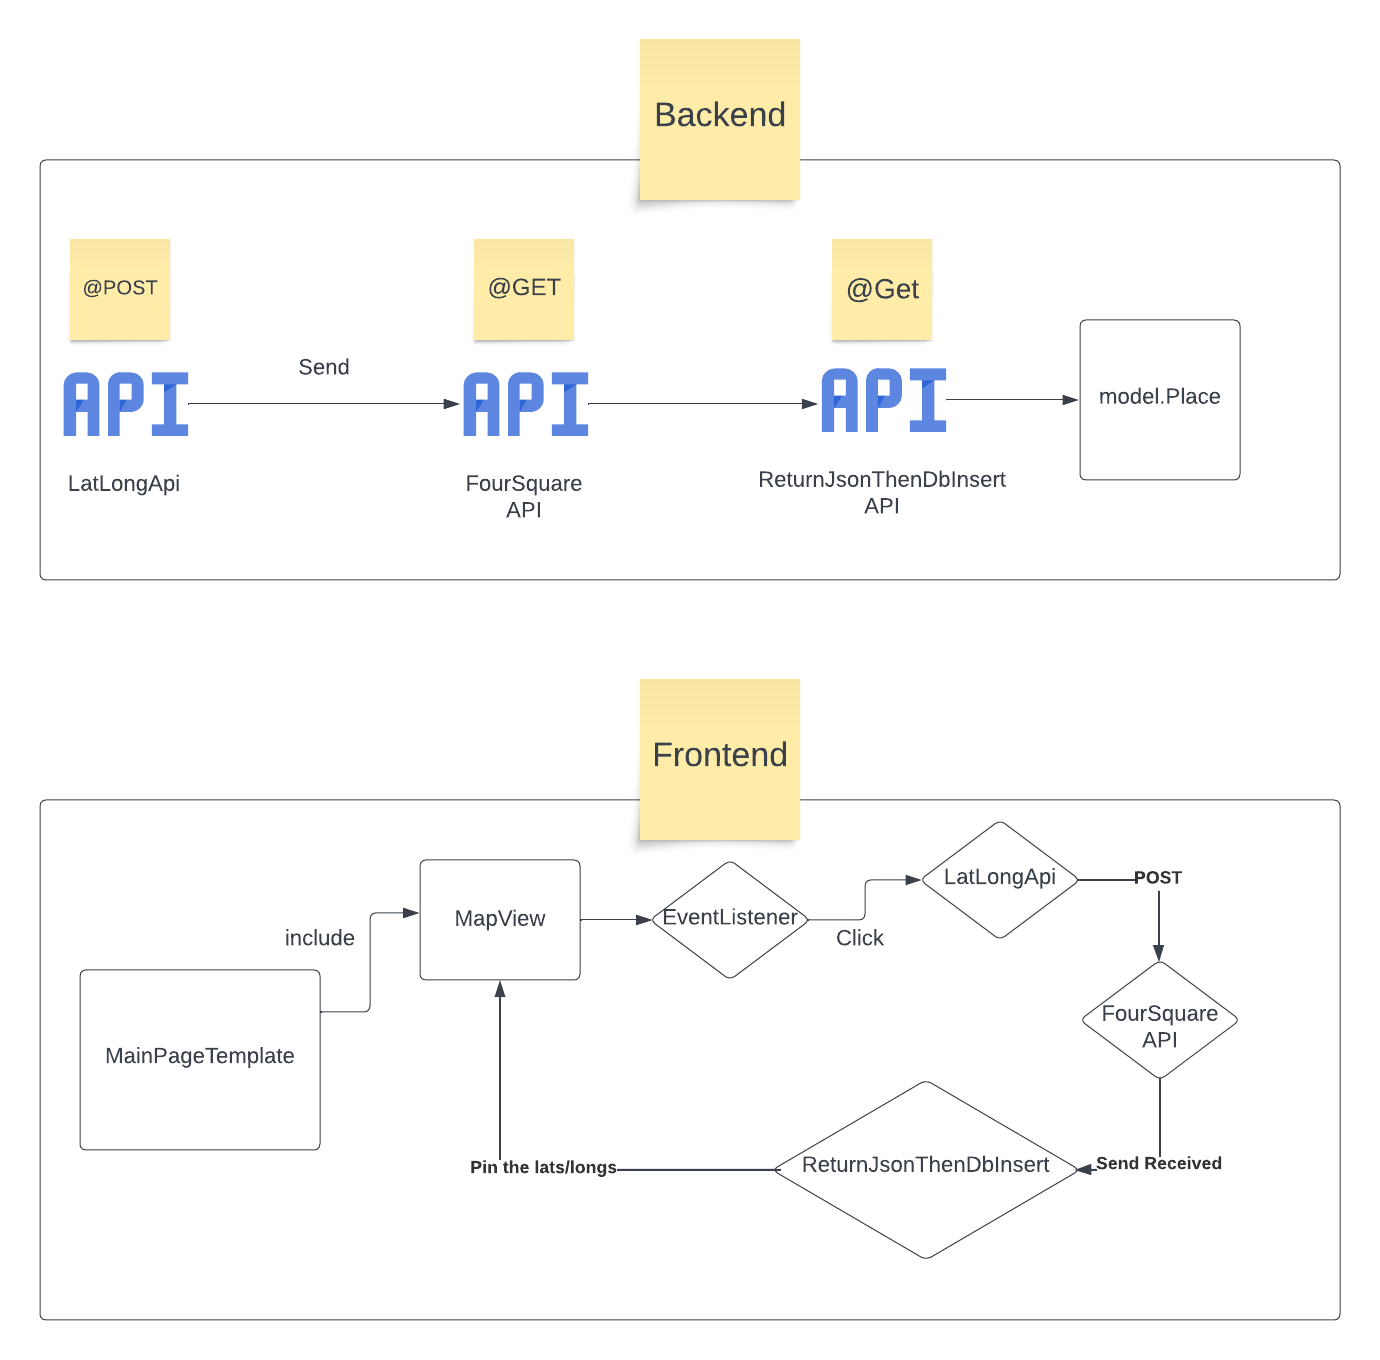 Backend
@POST
@GET
@Get
Send
API
API
API
model.Place
LatLongApi
FourSquare
API
ReturnJsonThenDbInsert
API
Frontend
LatLongApi
POST
MapView
EventListener
Click
include
MainPageTemplate
FourSquare
API
ReturnJsonThenDbInsert
Send Received
Pin the lats/longs